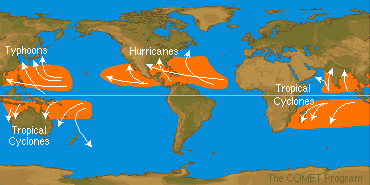 Typhoons
Hurricanes
Tropical
Cyclones
Tropical
Cyclones
The COMET Program